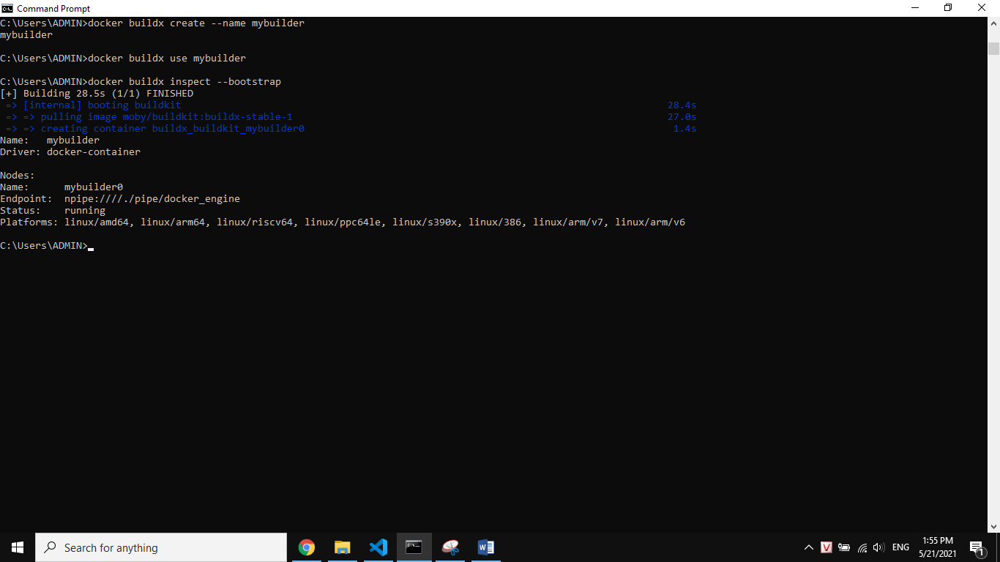 Command Prompt
C:\Users\ADMIN>docker buildx create --name mybuilder
mybuilder
C:\Users\ADMIN>docker buildx use mybuilder
C:\Users\ADMIN>docker buildx inspect --bootstrap
[+] Building 28.5s (1/1) FINISHED
=> [internal] booting buildkit 28.4s
=> => pulling image moby/buildkit:buildx-stable-1 27.0s
=> => creating container buildx_buildkit_mybuilder0 1.4s
Name: mybuilder
Driver: docker-container
Nodes:
Name: mybuilder0
Endpoint: npipe:////./pipe/docker_engine
Status: running
Platforms: linux/amd64, linux/arm64, linux/riscv64, linux/ppc64le, linux/s390x, linux/386, linux/arm/v7, linux/arm/v6
C:\Users\ADMIN>
Search for anything
ENG
1:55 PM
5/21/2021
1